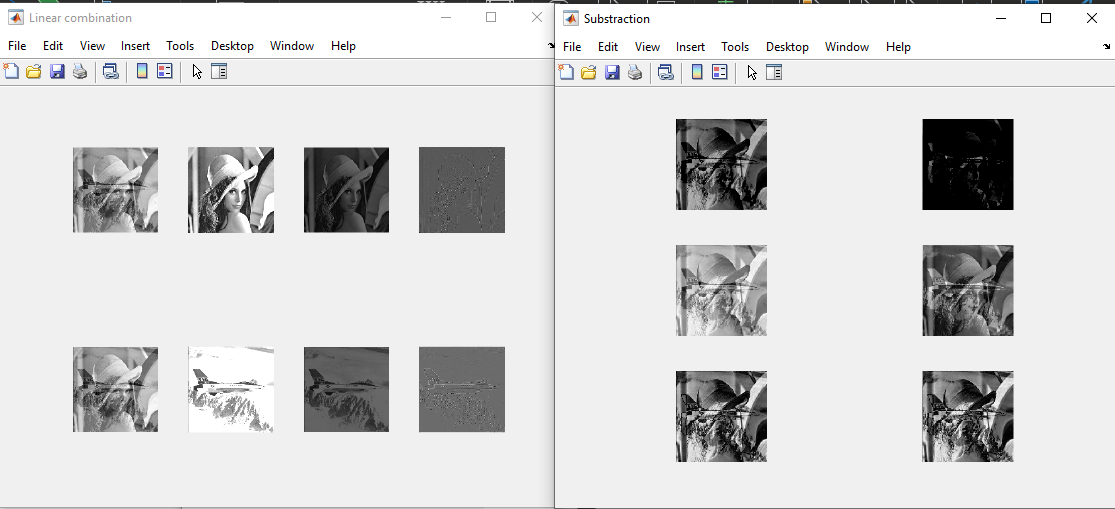 Linear combination
File Edit View Insert Tools Desktop Window Help
Substraction
File Edit View Insert Tools Desktop Window Help